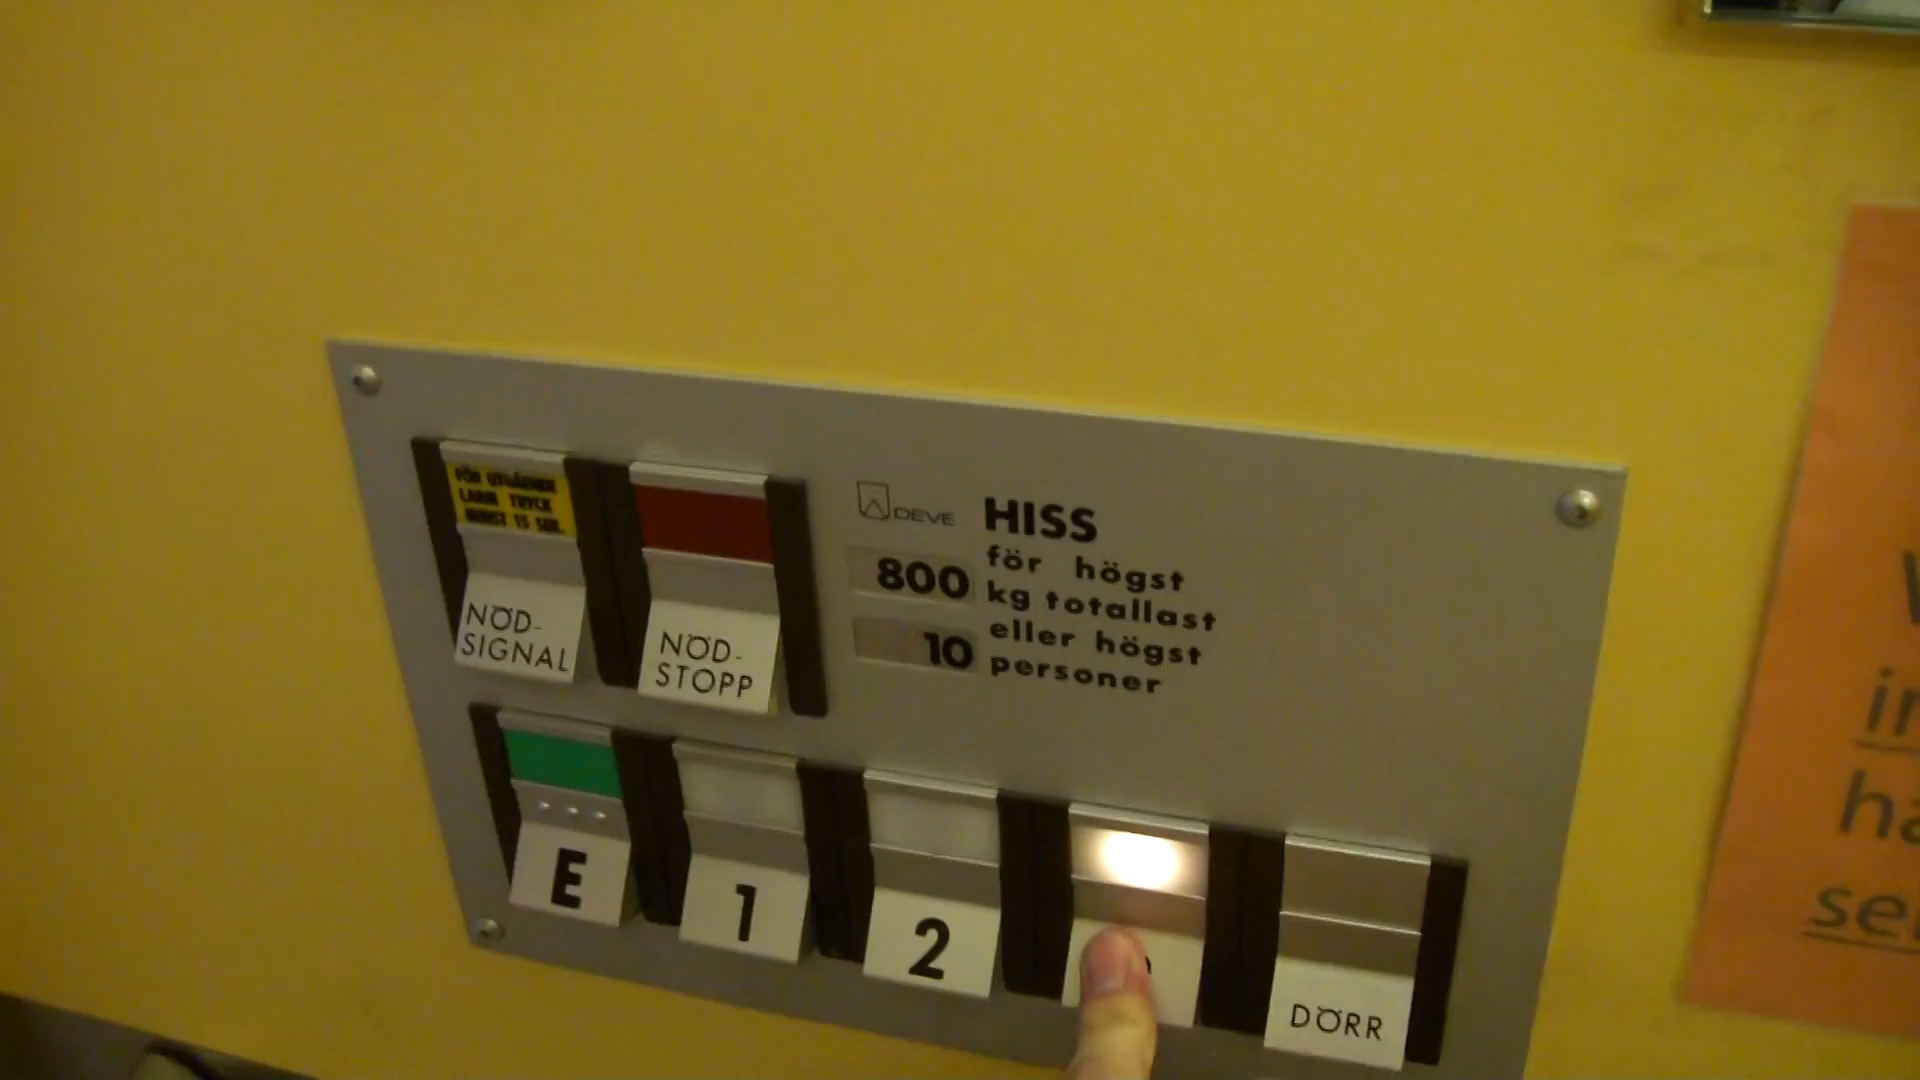 FÖR UTGÅENDE
LARM TRYCK
MINST 15 SEK.
NÖD-
SIGNAL
NÖD-
STOPP
DEVE
HISS
för högst
800 kg totallast
eller högst
10 personer
E
1
2
DÖRR